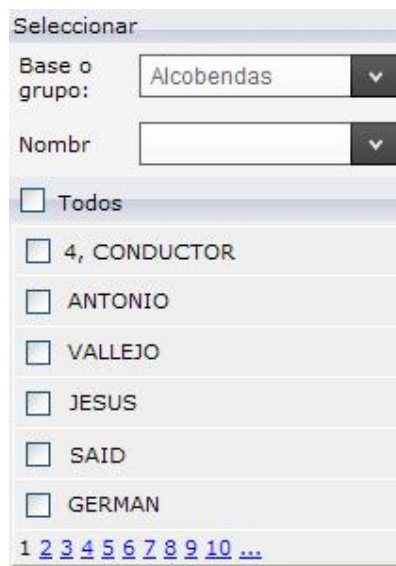 Seleccionar
Base o
grupo:
Alcobendas
Nombr
Todos
4, CONDUCTOR
ANTONIO
VALLEJO
JESUS
SAID
GERMAN
1 2 3 4 5 6 7 8 9 10 ...